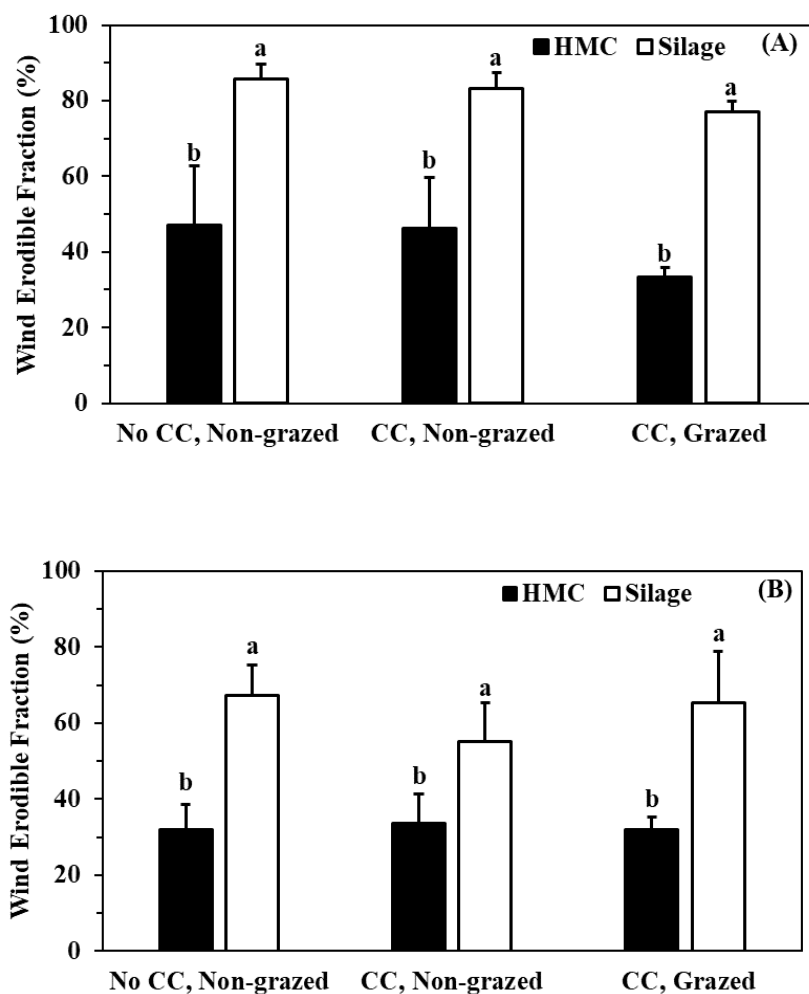 100
HMC Silage (A)
a a a
80
60
b b b
40
20
0
Wind Erodible Fraction (%)
No CC, Non-grazed CC, Non-grazed CC, Grazed
100
HMC Silage (B)
a a a
80
60
b b b
40
20
0
Wind Erodible Fraction (%)
No CC, Non-grazed CC, Non-grazed CC, Grazed